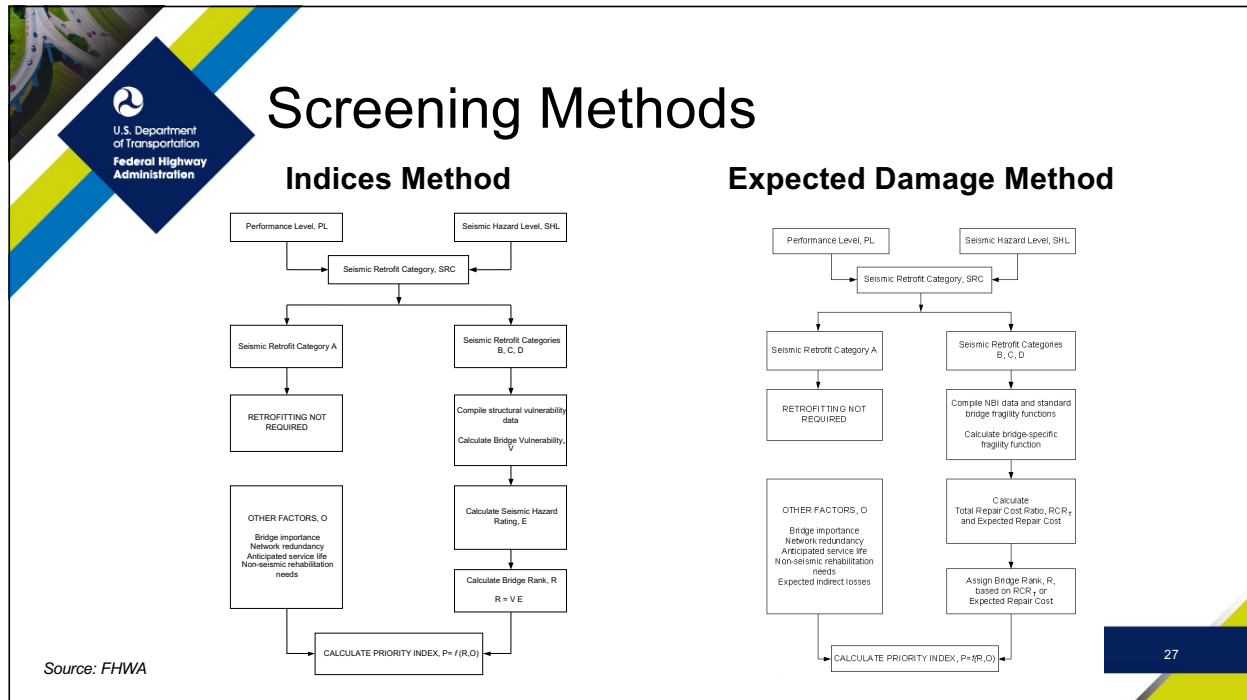 U.S. Department
of Transportation
Federal Highway
Administration
Screening Methods
Indices Method
Performance Level, PL
Seismic Hazard Level, SHL
Seismic Retrofit Category, SRC
Seismic Retrofit Category A
Seismic Retrofit Categories
B, C, D
RETROFITTING NOT
REQUIRED
Compile structural vulnerability
data
Calculate Bridge Vulnerability,
V
OTHER FACTORS, O
Bridge importance
Network redundancy
Anticipated service life
Non-seismic rehabilitation
needs
Calculate Seismic Hazard
Rating, E
Calculate Bridge Rank, R
R = V E
CALCULATE PRIORITY INDEX, P= f (R,O)
Expected Damage Method
Performance Level, PL
Seismic Hazard Level, SHL
Seismic Retrofit Category, SRC
Seismic Retrofit Category A
Seismic Retrofit Categories
B, C, D
RETROFITTING NOT
REQUIRED
Compile NBI data and standard
bridge fragility functions
Calculate bridge-specific
fragility function
OTHER FACTORS, O
Bridge importance
Network redundancy
Anticipated service life
Non-seismic rehabilitation
needs
Expected indirect losses
Calculate
Total Repair Cost Ratio, RCR T
and Expected Repair Cost
Assign Bridge Rank, R,
based on RCR T or
Expected Repair Cost
CALCULATE PRIORITY INDEX, P=f(R,O)
Source: FHWA
27